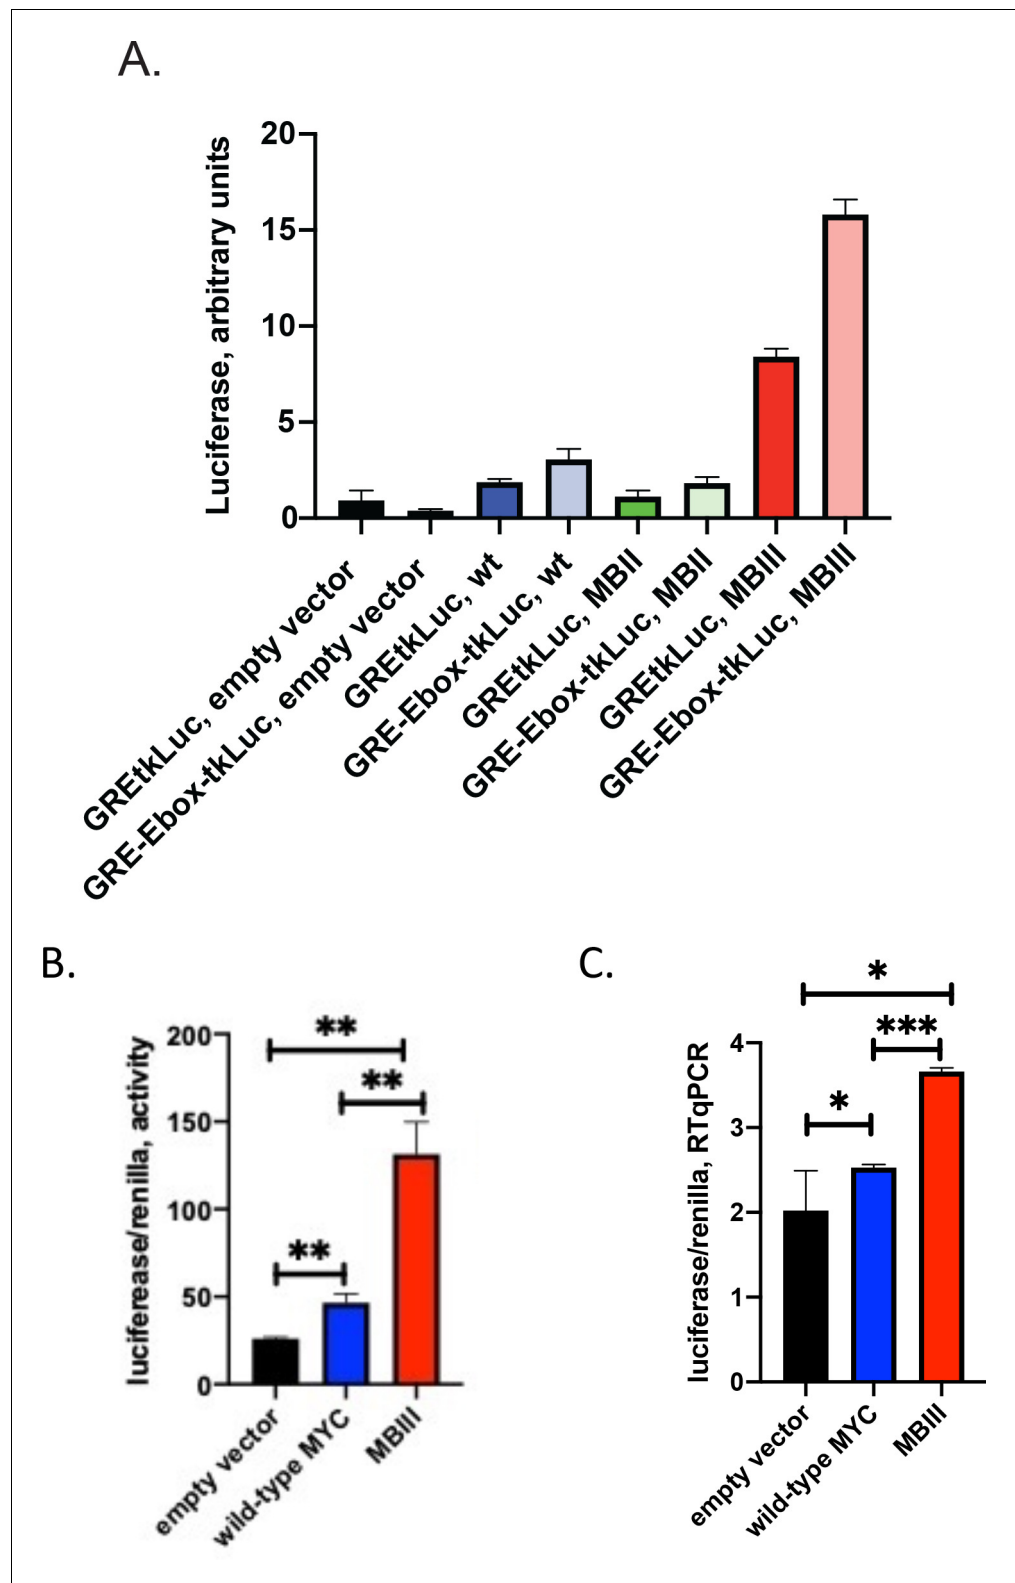 A.
Luciferase, arbitrary units
20
15
10
5
0
GREtkLuc, empty vector
GRE-Ebox-tkLuc, empty vector
GREtkLuc, wt
GRE-Ebox-tkLuc, wt
GREtkLuc, MBII
GRE-Ebox-tkLuc, MBII
GREtkLuc, MBIII
GRE-Ebox-tkLuc, MBIII
B.
luciferease/renilla, activity
200
150
100
50
0
**
**
**
empty vector
wild-type MYC
MBIII
C.
luciferase/renilla, RTqPCR
4
3
2
1
0
*
***
*
empty vector
wild-type MYC
MBIII